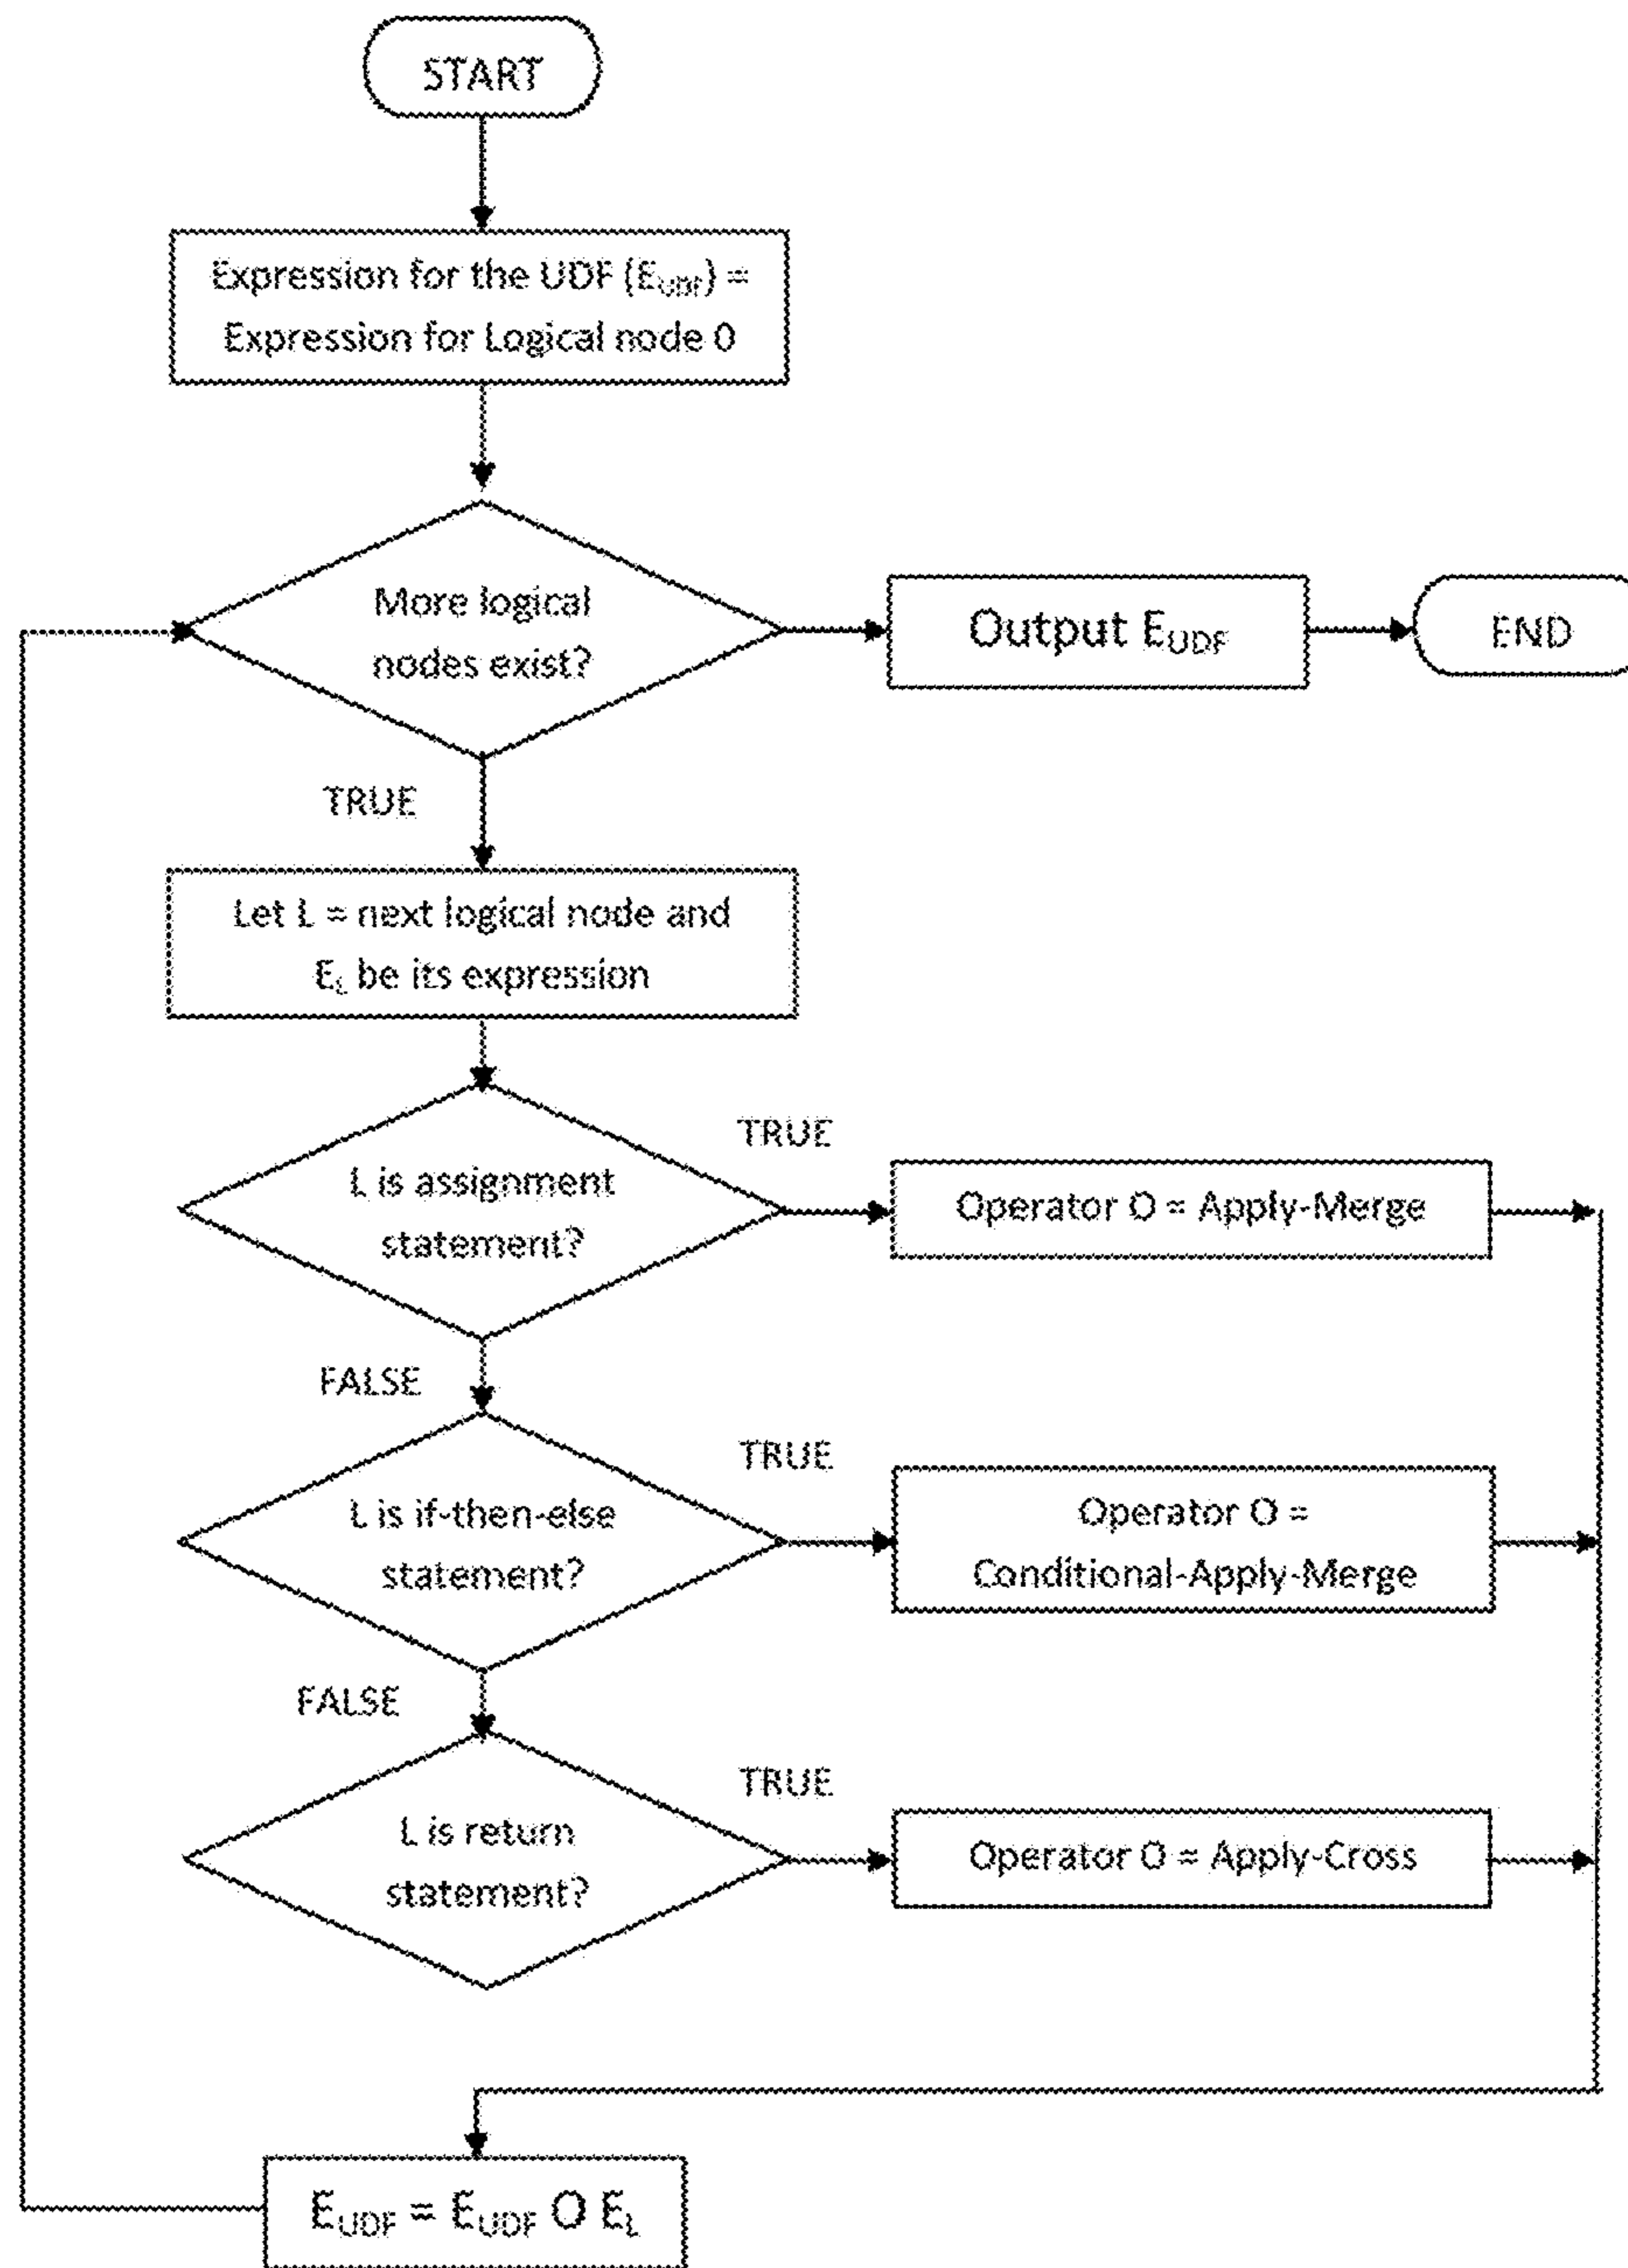 START
Expression for the UDF (E_UDF) =
Expression for Logical node 0
More logical
nodes exist?
Output E_UDF
END
TRUE
Let L = next logical node and
E_L be its expression
TRUE
L is assignment
statement?
Operator O = Apply-Merge
FALSE
TRUE
L is if-then-else
statement?
Operator O =
Conditional-Apply-Merge
FALSE
TRUE
L is return
statement?
Operator O = Apply-Cross
E_UDF = E_UDF O E_L